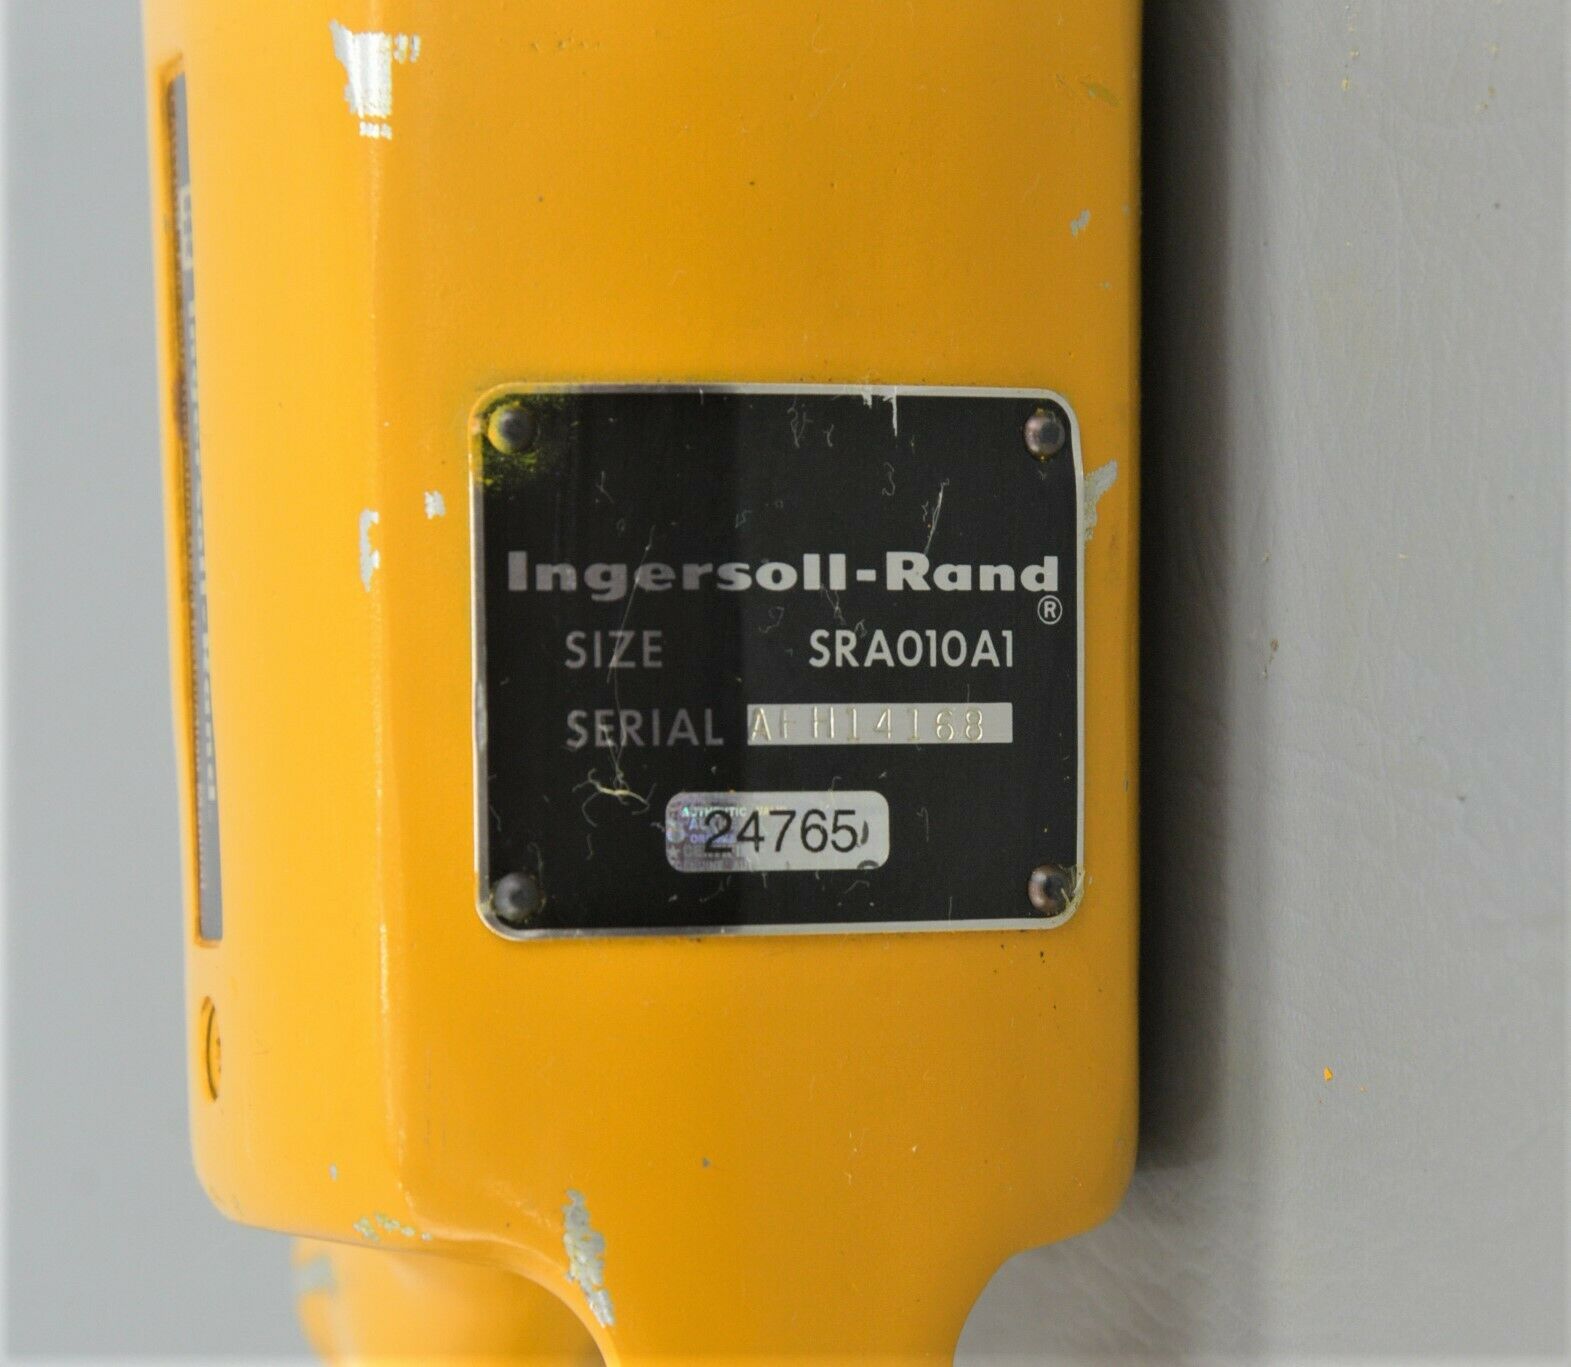 Ingersoll-Rand®
SIZE SRA010A1
SERIAL AFH14168
24765